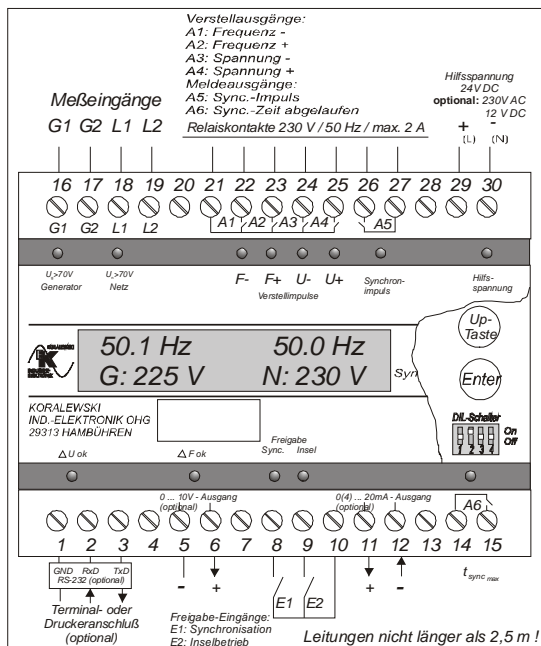 Verstellausgänge:
A1: Frequenz -
A2: Frequenz +
A3: Spannung -
A4: Spannung +
Meldeausgänge:
A5: Sync.-Impuls
A6: Sync.-Zeit abgelaufen
Relaiskontakte 230 V / 50 Hz / max. 2 A
Meßeingänge
G1 G2 L1 L2
Hilfsspannung
24V DC
optional: 230V AC
12 V DC
+ -
(L) (N)
16 17 18 19 20 21 22 23 24 25 26 27 28 29 30
G1 G2 L1 L2 A1 A2 A3 A4 A5
U >70V U >70V F- F+ U- U+ Synchron- Hilfs-
Generator Netz Verstellimpulse impuls spannung
Up-
Taste
50.1 Hz 50.0 Hz
G: 225 V N: 230 V
Syn
Enter
KORALEWSKI
INDUSTRIE-
ELEKTRONIK
KORALEWSKI
IND.-ELEKTRONIK OHG
29313 HAMBÜHREN
DIL-Schalter
On
Off
1 2 3 4
Freigabe
△U ok △F ok Sync. Insel
0 ... 10V - Ausgang 0(4) ... 20mA - Ausgang
(optional) (optional)
A6
1 2 3 4 5 6 7 8 9 10 11 12 13 14 15
GND RxD TxD
RS-232 (optional)
- + + -
t sync max
E1 E2
Terminal- oder
Druckeranschluß
(optional)
Freigabe-Eingänge:
E1: Synchronisation
E2: Inselbetrieb
Leitungen nicht länger als 2,5 m !